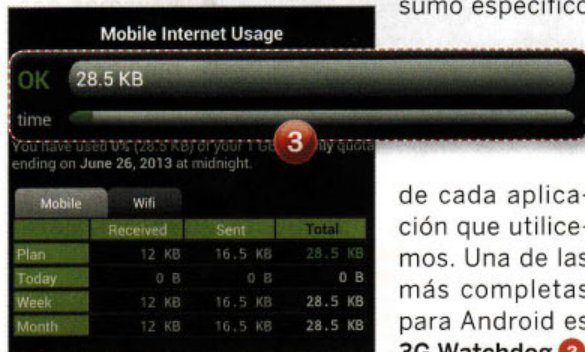 sumo específico
Mobile Internet Usage
OK 28.5 KB
time
You have used 0% (28.5 KB) of your 1 GB quota
ending on June 26, 2013 at midnight.
3
Mobile Wifi
Received Sent Total
Plan 12 KB 16.5 KB 28.5 KB
Today 0 B 0 B 0 B
Week 12 KB 16.5 KB 28.5 KB
Month 12 KB 16.5 KB 28.5 KB
de cada aplica-
ción que utilice-
mos. Una de las
más completas
para Android es
3G Watchdog 3